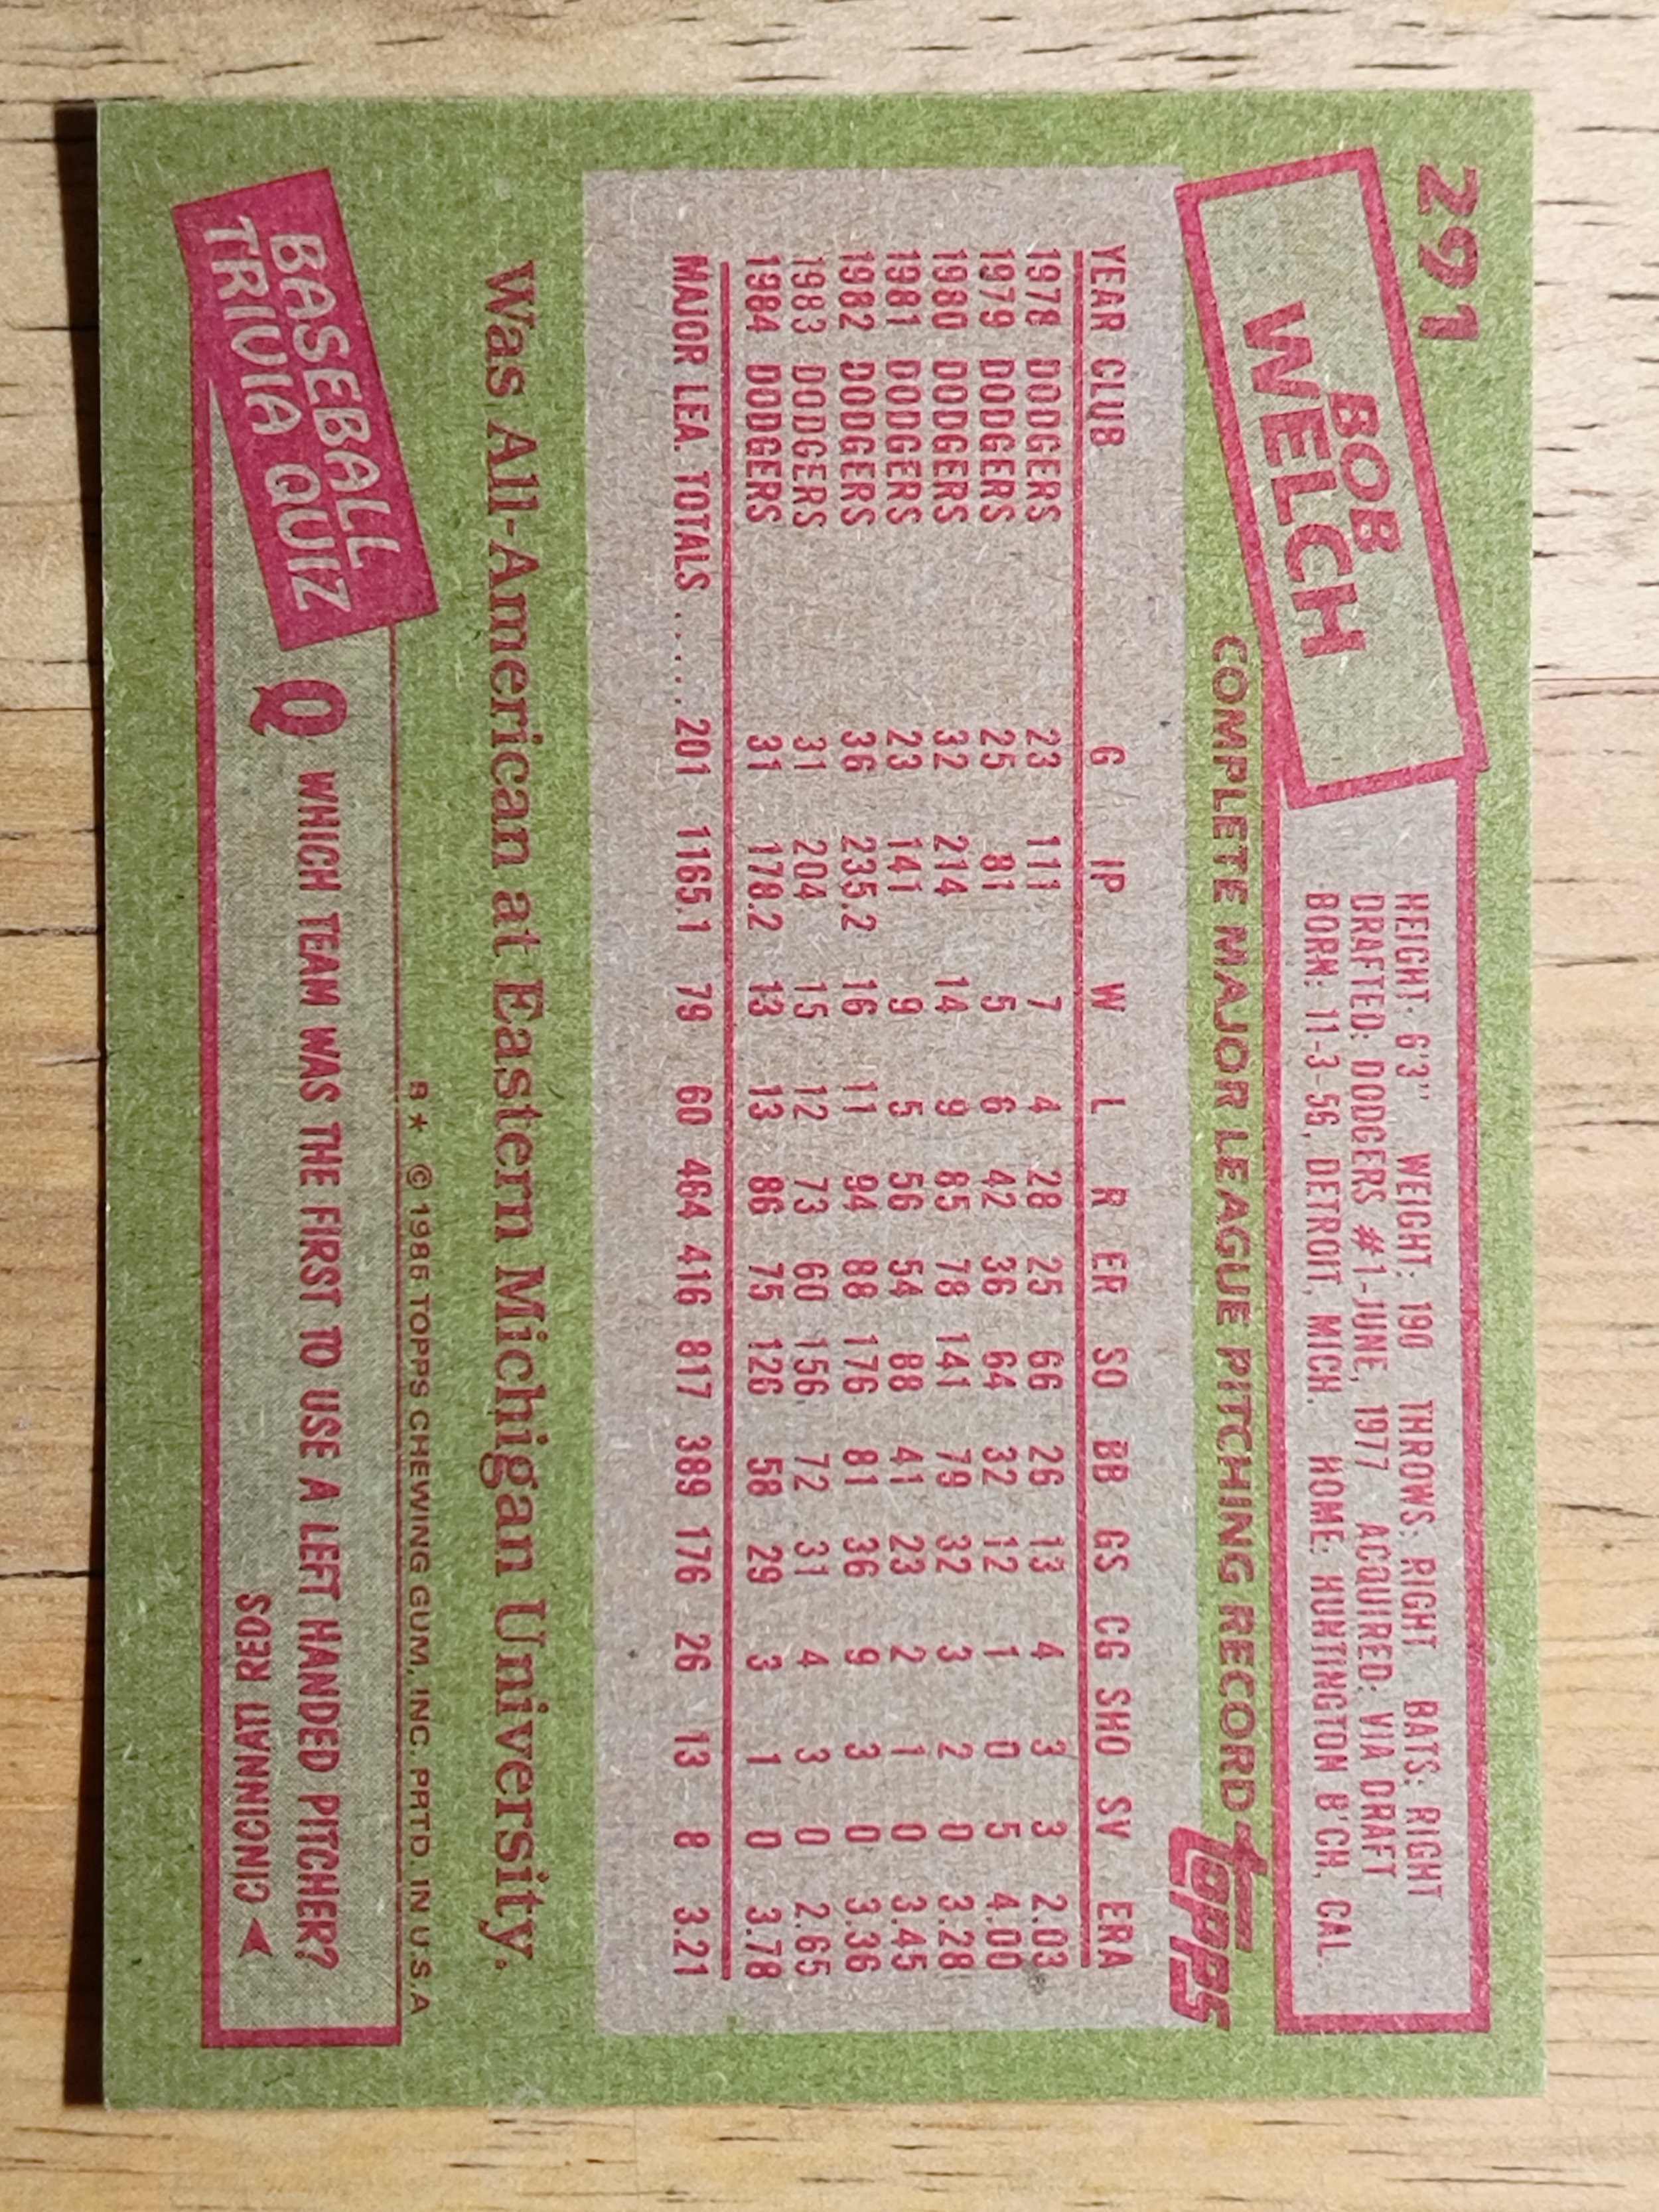 291
BOB
WELCH
HEIGHT: 6'3" WEIGHT: 190 THROWS: RIGHT BATS: RIGHT
DRAFTED: DODGERS #1-JUNE, 1977 ACQUIRED: VIA DRAFT
BORN: 11-3-56, DETROIT, MICH. HOME: HUNTINGTON B'CH, CAL.
COMPLETE MAJOR LEAGUE PITCHING RECORD
topps
YEAR CLUB G IP W L R ER SO BB GS CG SHO SV ERA
1978 DODGERS 23 111 7 4 28 25 66 26 13 4 3 3 2.03
1979 DODGERS 25 81 5 6 42 36 64 32 12 1 0 5 4.00
1980 DODGERS 32 214 14 9 85 78 141 79 32 3 2 0 3.28
1981 DODGERS 23 141 9 5 56 54 88 41 23 2 1 0 3.45
1982 DODGERS 36 235.2 16 11 94 88 176 81 36 9 3 0 3.36
1983 DODGERS 31 204 15 12 73 60 156 72 31 4 3 0 2.65
1984 DODGERS 31 178.2 13 13 86 75 126 58 29 3 1 0 3.78
MAJOR LEA. TOTALS ...... 201 1165.1 79 60 464 416 817 389 176 26 13 8 3.21
Was All-American at Eastern Michigan University.
B * © 1985 TOPPS CHEWING GUM, INC. PRTD. IN U.S.A
BASEBALL
TRIVIA QUIZ
Q WHICH TEAM WAS THE FIRST TO USE A LEFT HANDED PITCHER?
CINCINNATI REDS